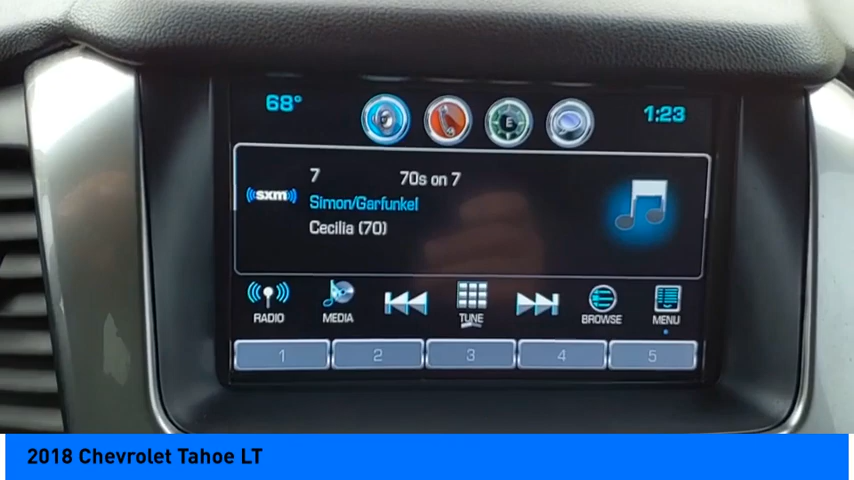 68° 1:23
E
((sxm)) 7 70s on 7
Simon/Garfunkel
Cecilia (70)
RADIO MEDIA TUNE BROWSE MENU
1 2 3 4 5
2018 Chevrolet Tahoe LT